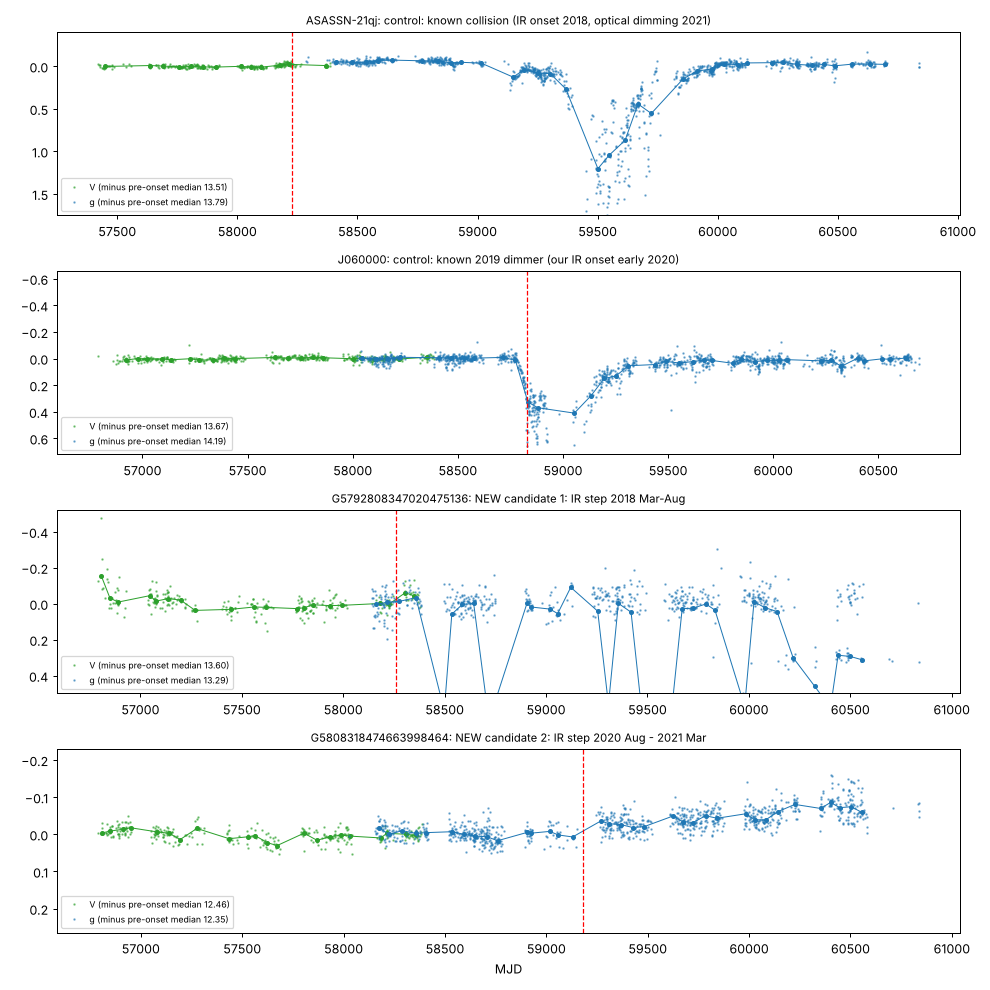 ASASSN-21qj: control: known collision (IR onset 2018, optical dimming 2021)
0.0
0.5
1.0
1.5
V (minus pre-onset median 13.51)
g (minus pre-onset median 13.79)
57500 58000 58500 59000 59500 60000 60500 61000
J060000: control: known 2019 dimmer (our IR onset early 2020)
−0.6
−0.4
−0.2
0.0
0.2
0.4
0.6
V (minus pre-onset median 13.67)
g (minus pre-onset median 14.19)
57000 57500 58000 58500 59000 59500 60000 60500
G5792808347020475136: NEW candidate 1: IR step 2018 Mar-Aug
−0.4
−0.2
0.0
0.2
0.4
V (minus pre-onset median 13.60)
g (minus pre-onset median 13.29)
57000 57500 58000 58500 59000 59500 60000 60500 61000
G5808318474663998464: NEW candidate 2: IR step 2020 Aug - 2021 Mar
−0.2
−0.1
0.0
0.1
0.2
V (minus pre-onset median 12.46)
g (minus pre-onset median 12.35)
57000 57500 58000 58500 59000 59500 60000 60500 61000
MJD